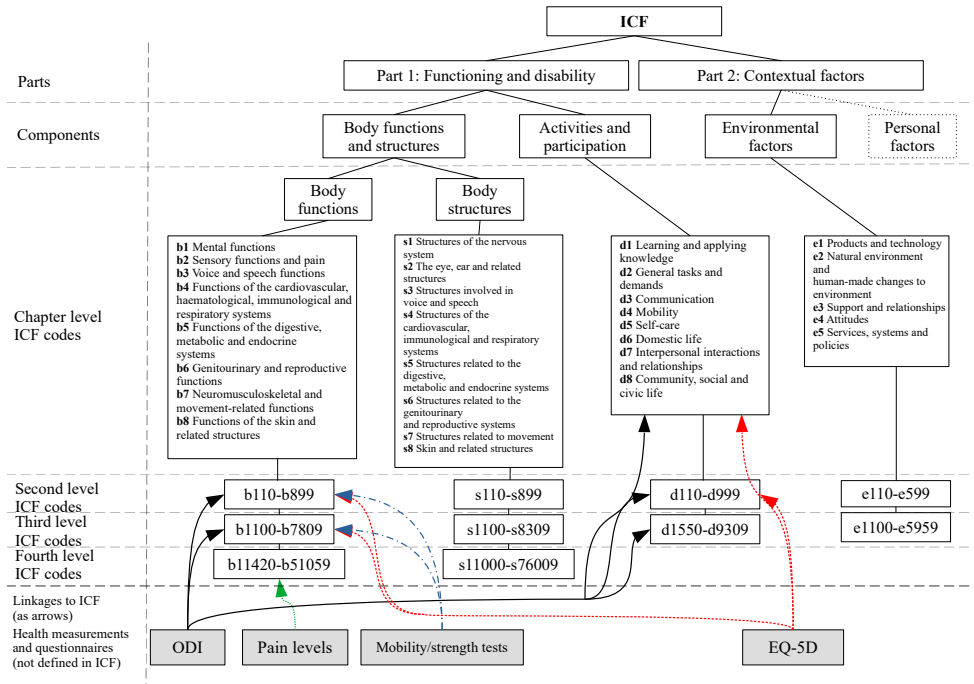 ICF
Parts
Part 1: Functioning and disability
Part 2: Contextual factors
Components
Body functions
and structures
Activities and
participation
Environmental
factors
Personal
factors
Body
functions
Body
structures
Chapter level
ICF codes
b1 Mental functions
b2 Sensory functions and pain
b3 Voice and speech functions
b4 Functions of the cardiovascular,
haematological, immunological and
respiratory systems
b5 Functions of the digestive,
metabolic and endocrine
systems
b6 Genitourinary and reproductive
functions
b7 Neuromusculoskeletal and
movement-related functions
b8 Functions of the skin and
related structures
s1 Structures of the nervous
system
s2 The eye, ear and related
structures
s3 Structures involved in
voice and speech
s4 Structures of the
cardiovascular,
immunological and respiratory
systems
s5 Structures related to the
digestive,
metabolic and endocrine systems
s6 Structures related to the
genitourinary
and reproductive systems
s7 Structures related to movement
s8 Skin and related structures
d1 Learning and applying
knowledge
d2 General tasks and
demands
d3 Communication
d4 Mobility
d5 Self-care
d6 Domestic life
d7 Interpersonal interactions
and relationships
d8 Community, social and
civic life
e1 Products and technology
e2 Natural environment
and
human-made changes to
environment
e3 Support and relationships
e4 Attitudes
e5 Services, systems and
policies
Second level
ICF codes
b110-b899
s110-s899
d110-d999
e110-e599
Third level
ICF codes
b1100-b7809
s1100-s8309
d1550-d9309
e1100-e5959
Fourth level
ICF codes
b11420-b51059
s11000-s76009
Linkages to ICF
(as arrows)
Health measurements
and questionnaires
(not defined in ICF)
ODI
Pain levels
Mobility/strength tests
EQ-5D